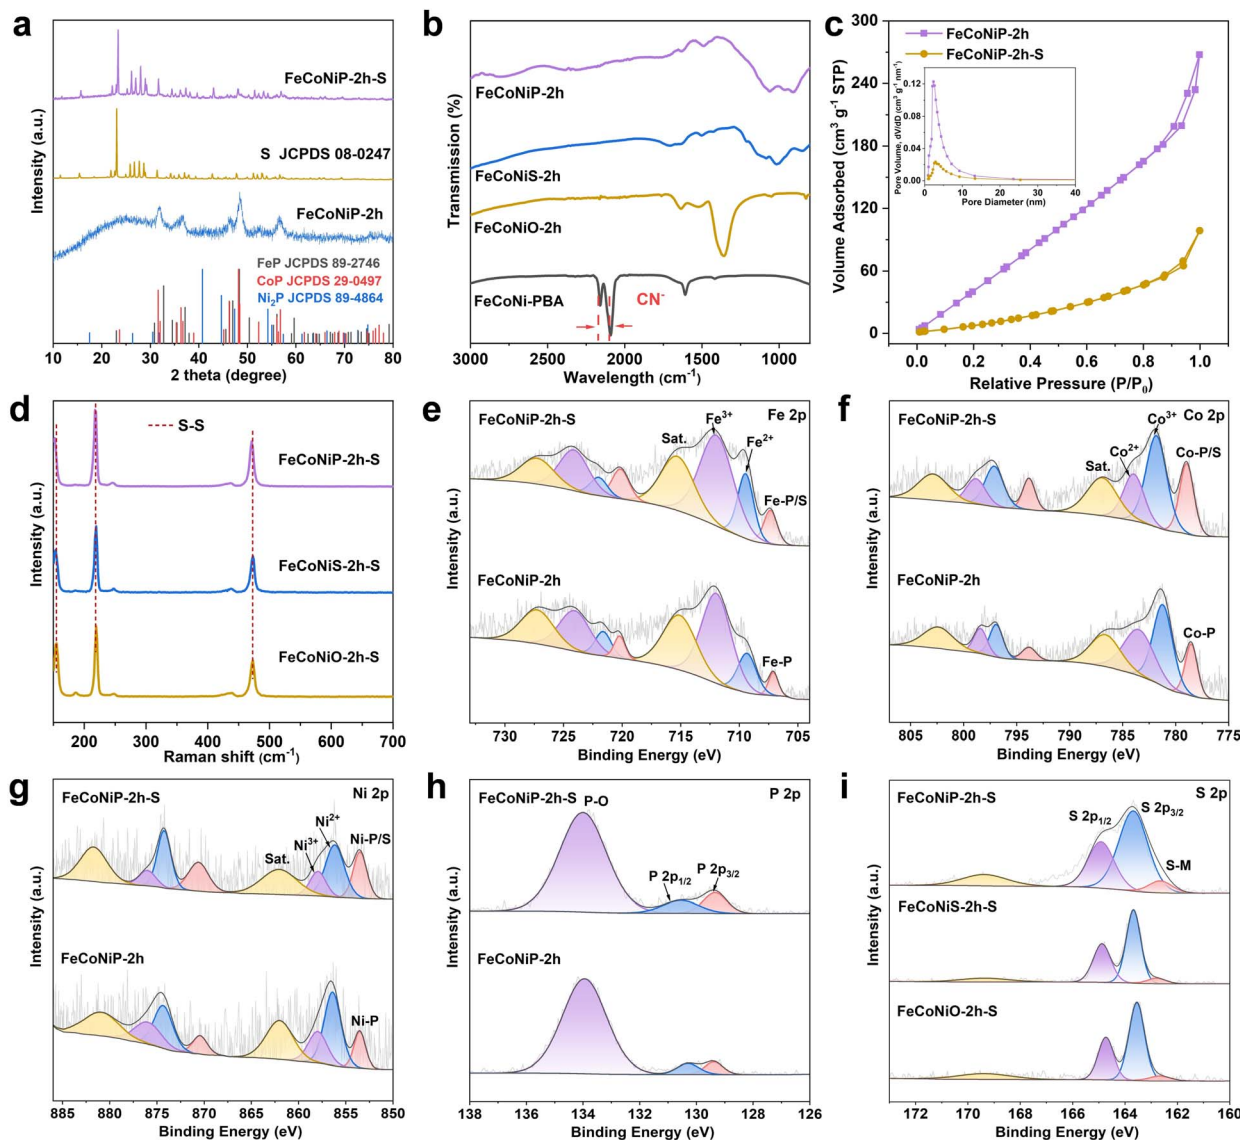 a
FeCoNiP-2h-S
S JCPDS 08-0247
FeCoNiP-2h
FeP JCPDS 89-2746
CoP JCPDS 29-0497
Ni₂P JCPDS 89-4864
Intensity (a.u.)
10 20 30 40 50 60 70 80
2 theta (degree)
b
FeCoNiP-2h
FeCoNiS-2h
FeCoNiO-2h
FeCoNi-PBA
CN⁻
Transmission (%)
3000 2500 2000 1500 1000
Wavelength (cm⁻¹)
c
FeCoNiP-2h
FeCoNiP-2h-S
300
240
180
120
60
0
Volume Adsorbed (cm³ g⁻¹ STP)
0.12
0.08
0.04
0.00
Pore Volume, dV/dD (cm³ g⁻¹ nm⁻¹)
0 10 20 30 40
Pore Diameter (nm)
0.0 0.2 0.4 0.6 0.8 1.0
Relative Pressure (P/P₀)
d
S-S
FeCoNiP-2h-S
FeCoNiS-2h-S
FeCoNiO-2h-S
Intensity (a.u.)
200 300 400 500 600 700
Raman shift (cm⁻¹)
e
FeCoNiP-2h-S
Fe 2p
Sat.
Fe³⁺
Fe²⁺
Fe-P/S
FeCoNiP-2h
Fe-P
Intensity (a.u.)
730 725 720 715 710 705
Binding Energy (eV)
f
FeCoNiP-2h-S
Co 2p
Sat.
Co²⁺
Co³⁺
Co-P/S
FeCoNiP-2h
Co-P
Intensity (a.u.)
805 800 795 790 785 780 775
Binding Energy (eV)
g
FeCoNiP-2h-S
Ni 2p
Sat.
Ni³⁺
Ni²⁺
Ni-P/S
FeCoNiP-2h
Ni-P
Intensity (a.u.)
885 880 875 870 865 860 855 850
Binding Energy (eV)
h
FeCoNiP-2h-S
P-O
P 2p
P 2p₁/₂
P 2p₃/₂
FeCoNiP-2h
Intensity (a.u.)
138 136 134 132 130 128 126
Binding Energy (eV)
i
FeCoNiP-2h-S
S 2p
S 2p₁/₂
S 2p₃/₂
S-M
FeCoNiS-2h-S
FeCoNiO-2h-S
Intensity (a.u.)
172 170 168 166 164 162 160
Binding Energy (eV)